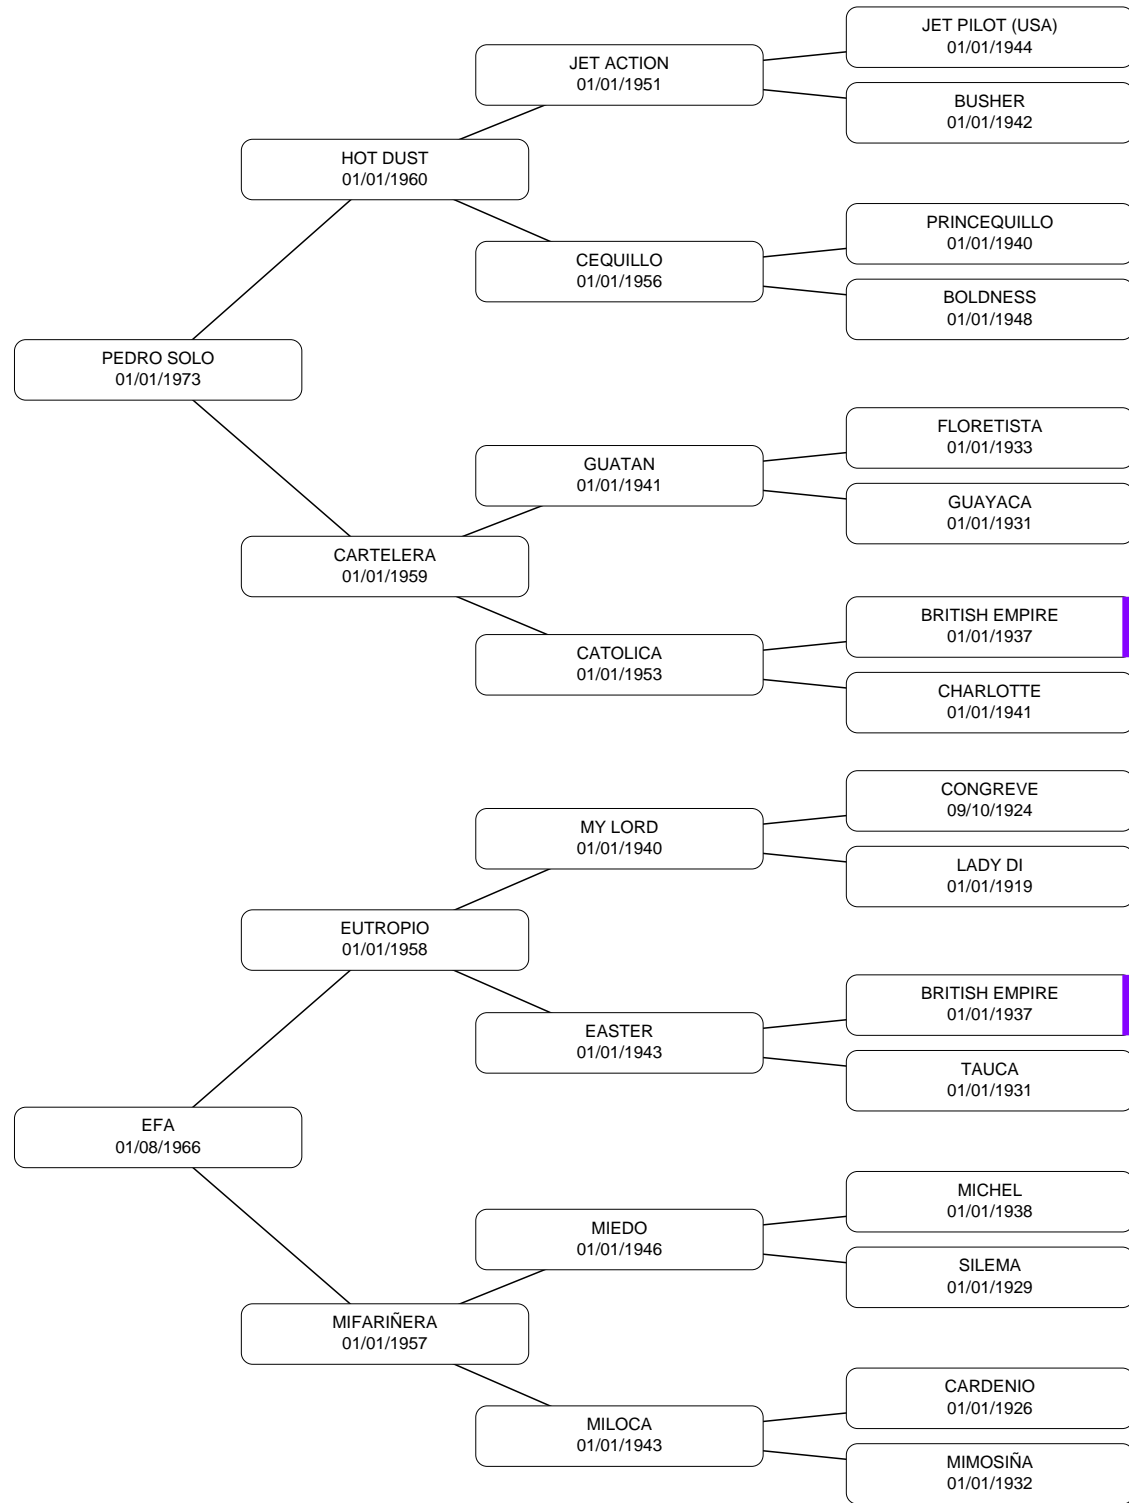 JET PILOT (USA)
01/01/1944
JET ACTION
01/01/1951
BUSHER
01/01/1942
HOT DUST
01/01/1960
PRINCEQUILLO
01/01/1940
CEQUILLO
01/01/1956
BOLDNESS
01/01/1948
PEDRO SOLO
01/01/1973
FLORETISTA
01/01/1933
GUATAN
01/01/1941
GUAYACA
01/01/1931
CARTELERA
01/01/1959
BRITISH EMPIRE
01/01/1937
CATOLICA
01/01/1953
CHARLOTTE
01/01/1941
CONGREVE
09/10/1924
MY LORD
01/01/1940
LADY DI
01/01/1919
EUTROPIO
01/01/1958
BRITISH EMPIRE
01/01/1937
EASTER
01/01/1943
TAUCA
01/01/1931
EFA
01/08/1966
MICHEL
01/01/1938
MIEDO
01/01/1946
SILEMA
01/01/1929
MIFARIÑERA
01/01/1957
CARDENIO
01/01/1926
MILOCA
01/01/1943
MIMOSIÑA
01/01/1932